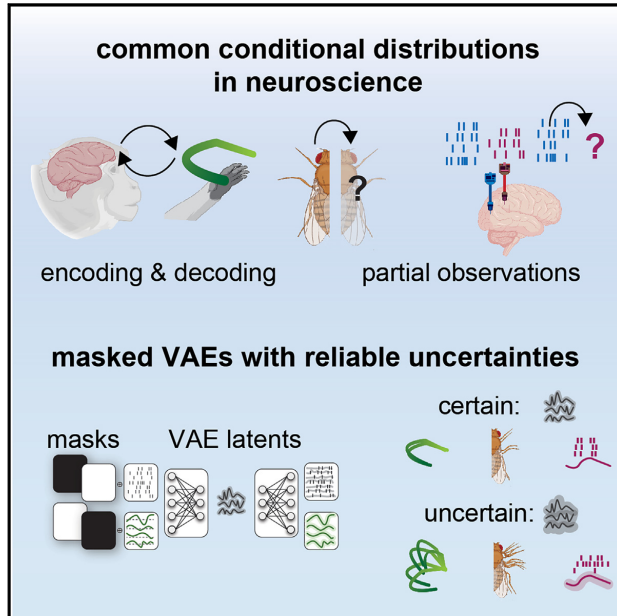 common conditional distributions
in neuroscience
?
?
encoding & decoding
partial observations
masked VAEs with reliable uncertainties
masks
VAE latents
certain:
uncertain: